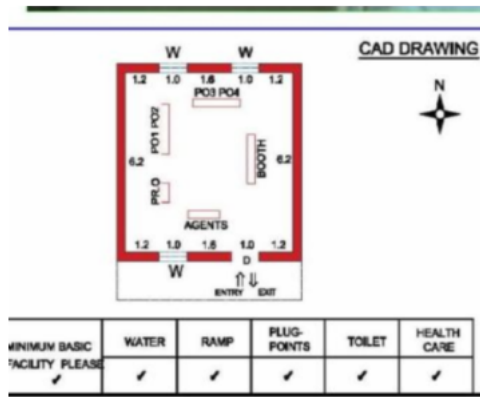 CAD DRAWING
W W
1.2 1.0 1.6 1.0 1.2
PO3 PO4
N
PO1 PO2
6.2
BOOTH
6.2
PR.O
AGENTS
1.2 1.0 1.6 1.0 1.2
W
D
ENTRY EXIT
MINIMUM BASIC FACILITY PLEASE ✓
WATER
RAMP
PLUG-POINTS
TOILET
HEALTH CARE
✓ ✓ ✓ ✓ ✓